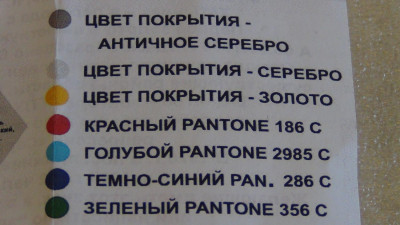 ЦВЕТ ПОКРЫТИЯ -
АНТИЧНОЕ СЕРЕБРО
ЦВЕТ ПОКРЫТИЯ - СЕРЕБРО
ЦВЕТ ПОКРЫТИЯ - ЗОЛОТО
КРАСНЫЙ PANTONE 186 C
ГОЛУБОЙ PANTONE 2985 C
ТЕМНО-СИНИЙ PAN. 286 C
ЗЕЛЕНЫЙ PANTONE 356 C